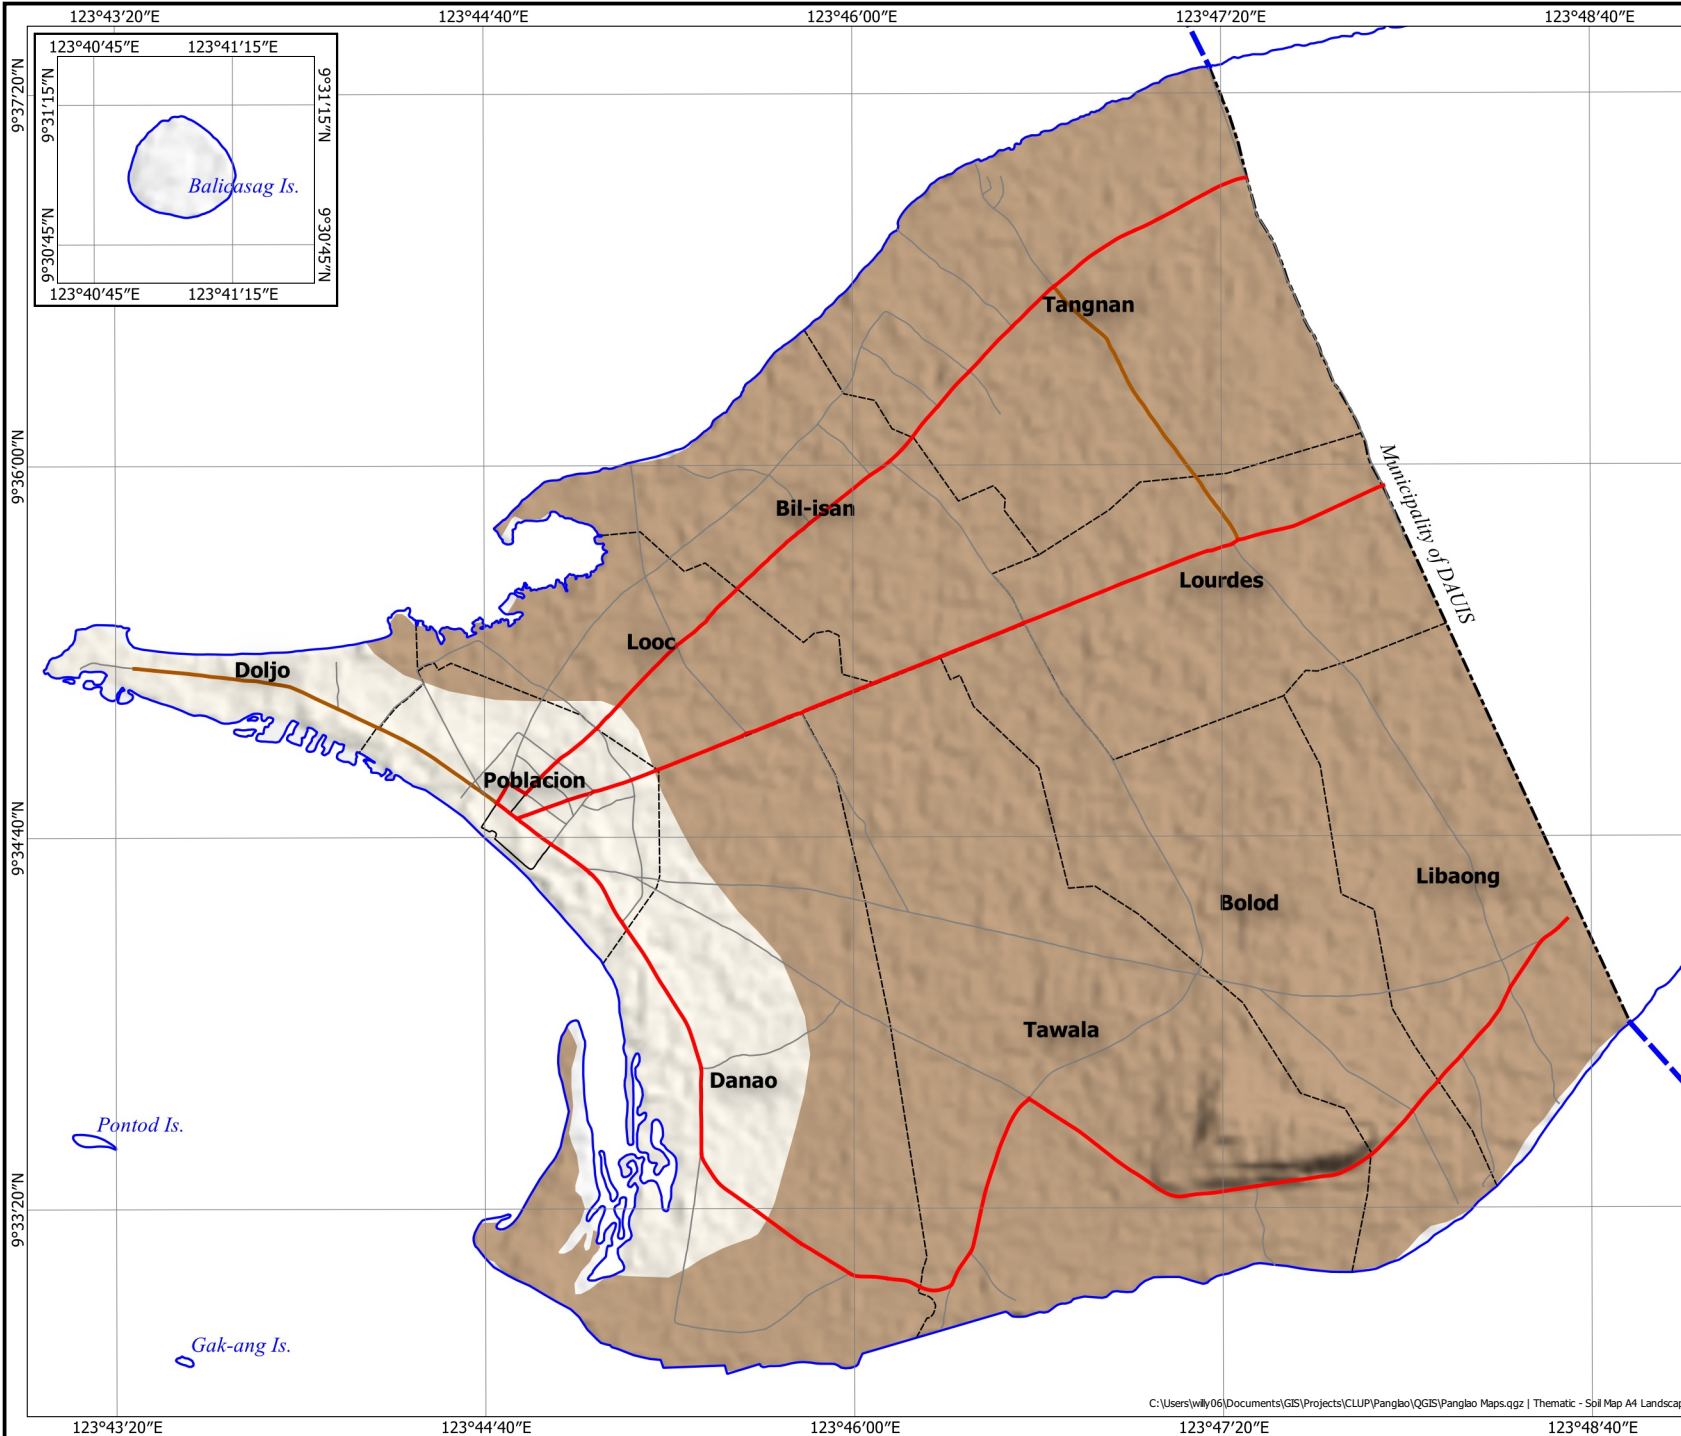 123°43′20″E
123°44′40″E
123°46′00″E
123°47′20″E
123°48′40″E
123°40′45″E
123°41′15″E
9°37′20″N
9°31′15″N
9°31′15″N
Balicasag Is.
9°30′45″N
9°30′45″N
123°40′45″E
123°41′15″E
Tangnan
9°36′00″N
Municipality of DAUIS
Bil-isan
Lourdes
Looc
Doljo
Poblacion
9°34′40″N
Libaong
Bolod
Tawala
Danao
Pontod Is.
9°33′20″N
Gak-ang Is.
C:\Users\willy06\Documents\GIS\Projects\CLUP\Panglao\QGIS\Panglao Maps.qgz | Thematic - Soil Map A4 Landscap
123°43′20″E
123°44′40″E
123°46′00″E
123°47′20″E
123°48′40″E